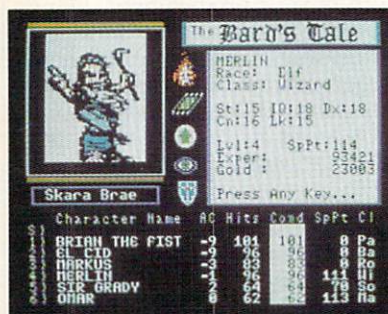 The Bard's Tale
MERLIN
Race: Elf
Class: Wizard
St:15 IQ:18 Dx:18
Cn:16 Lk:15
Lvl:4 SpPt:114
Exper: 93421
Gold : 23003
Press Any Key...
Skara Brae
Character Name AC Hits Cond SpPt Cl
S)
1) BRIAN THE FIST -9 101 101 0 Pa
2) EL CID -9 96 96 0 Ba
3) MARKUS -3 83 83 0 Ro
4) MERLIN -1 96 96 111 Wi
5) SIR GRADY 2 64 64 70 So
6) OMAR 0 62 62 113 Ma